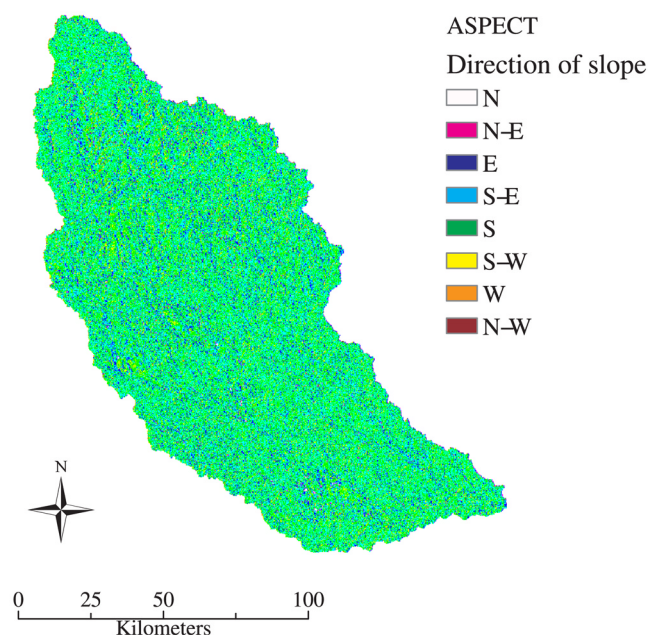 ASPECT
Direction of slope
N
N–E
E
S–E
S
S–W
W
N–W
N
0 25 50 100
Kilometers